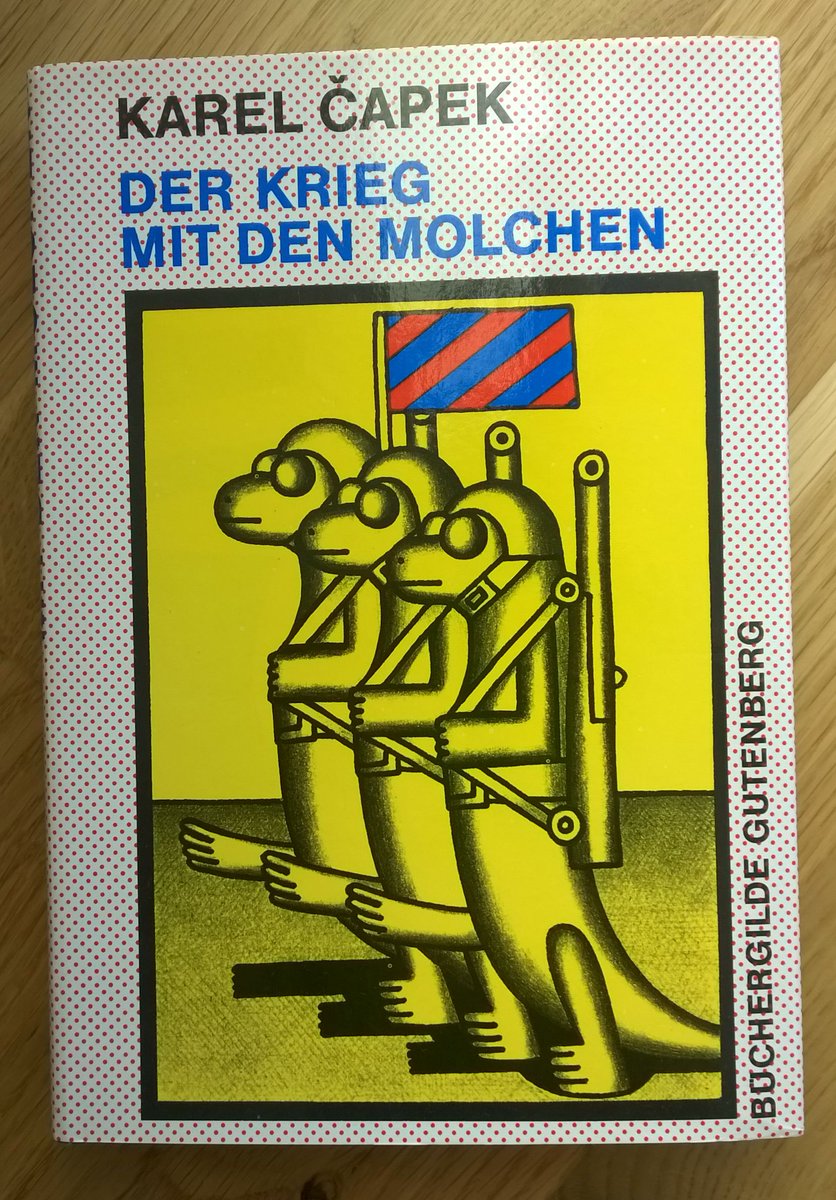 KAREL ČAPEK
DER KRIEG
MIT DEN MOLCHEN
BÜCHERGILDE GUTENBERG